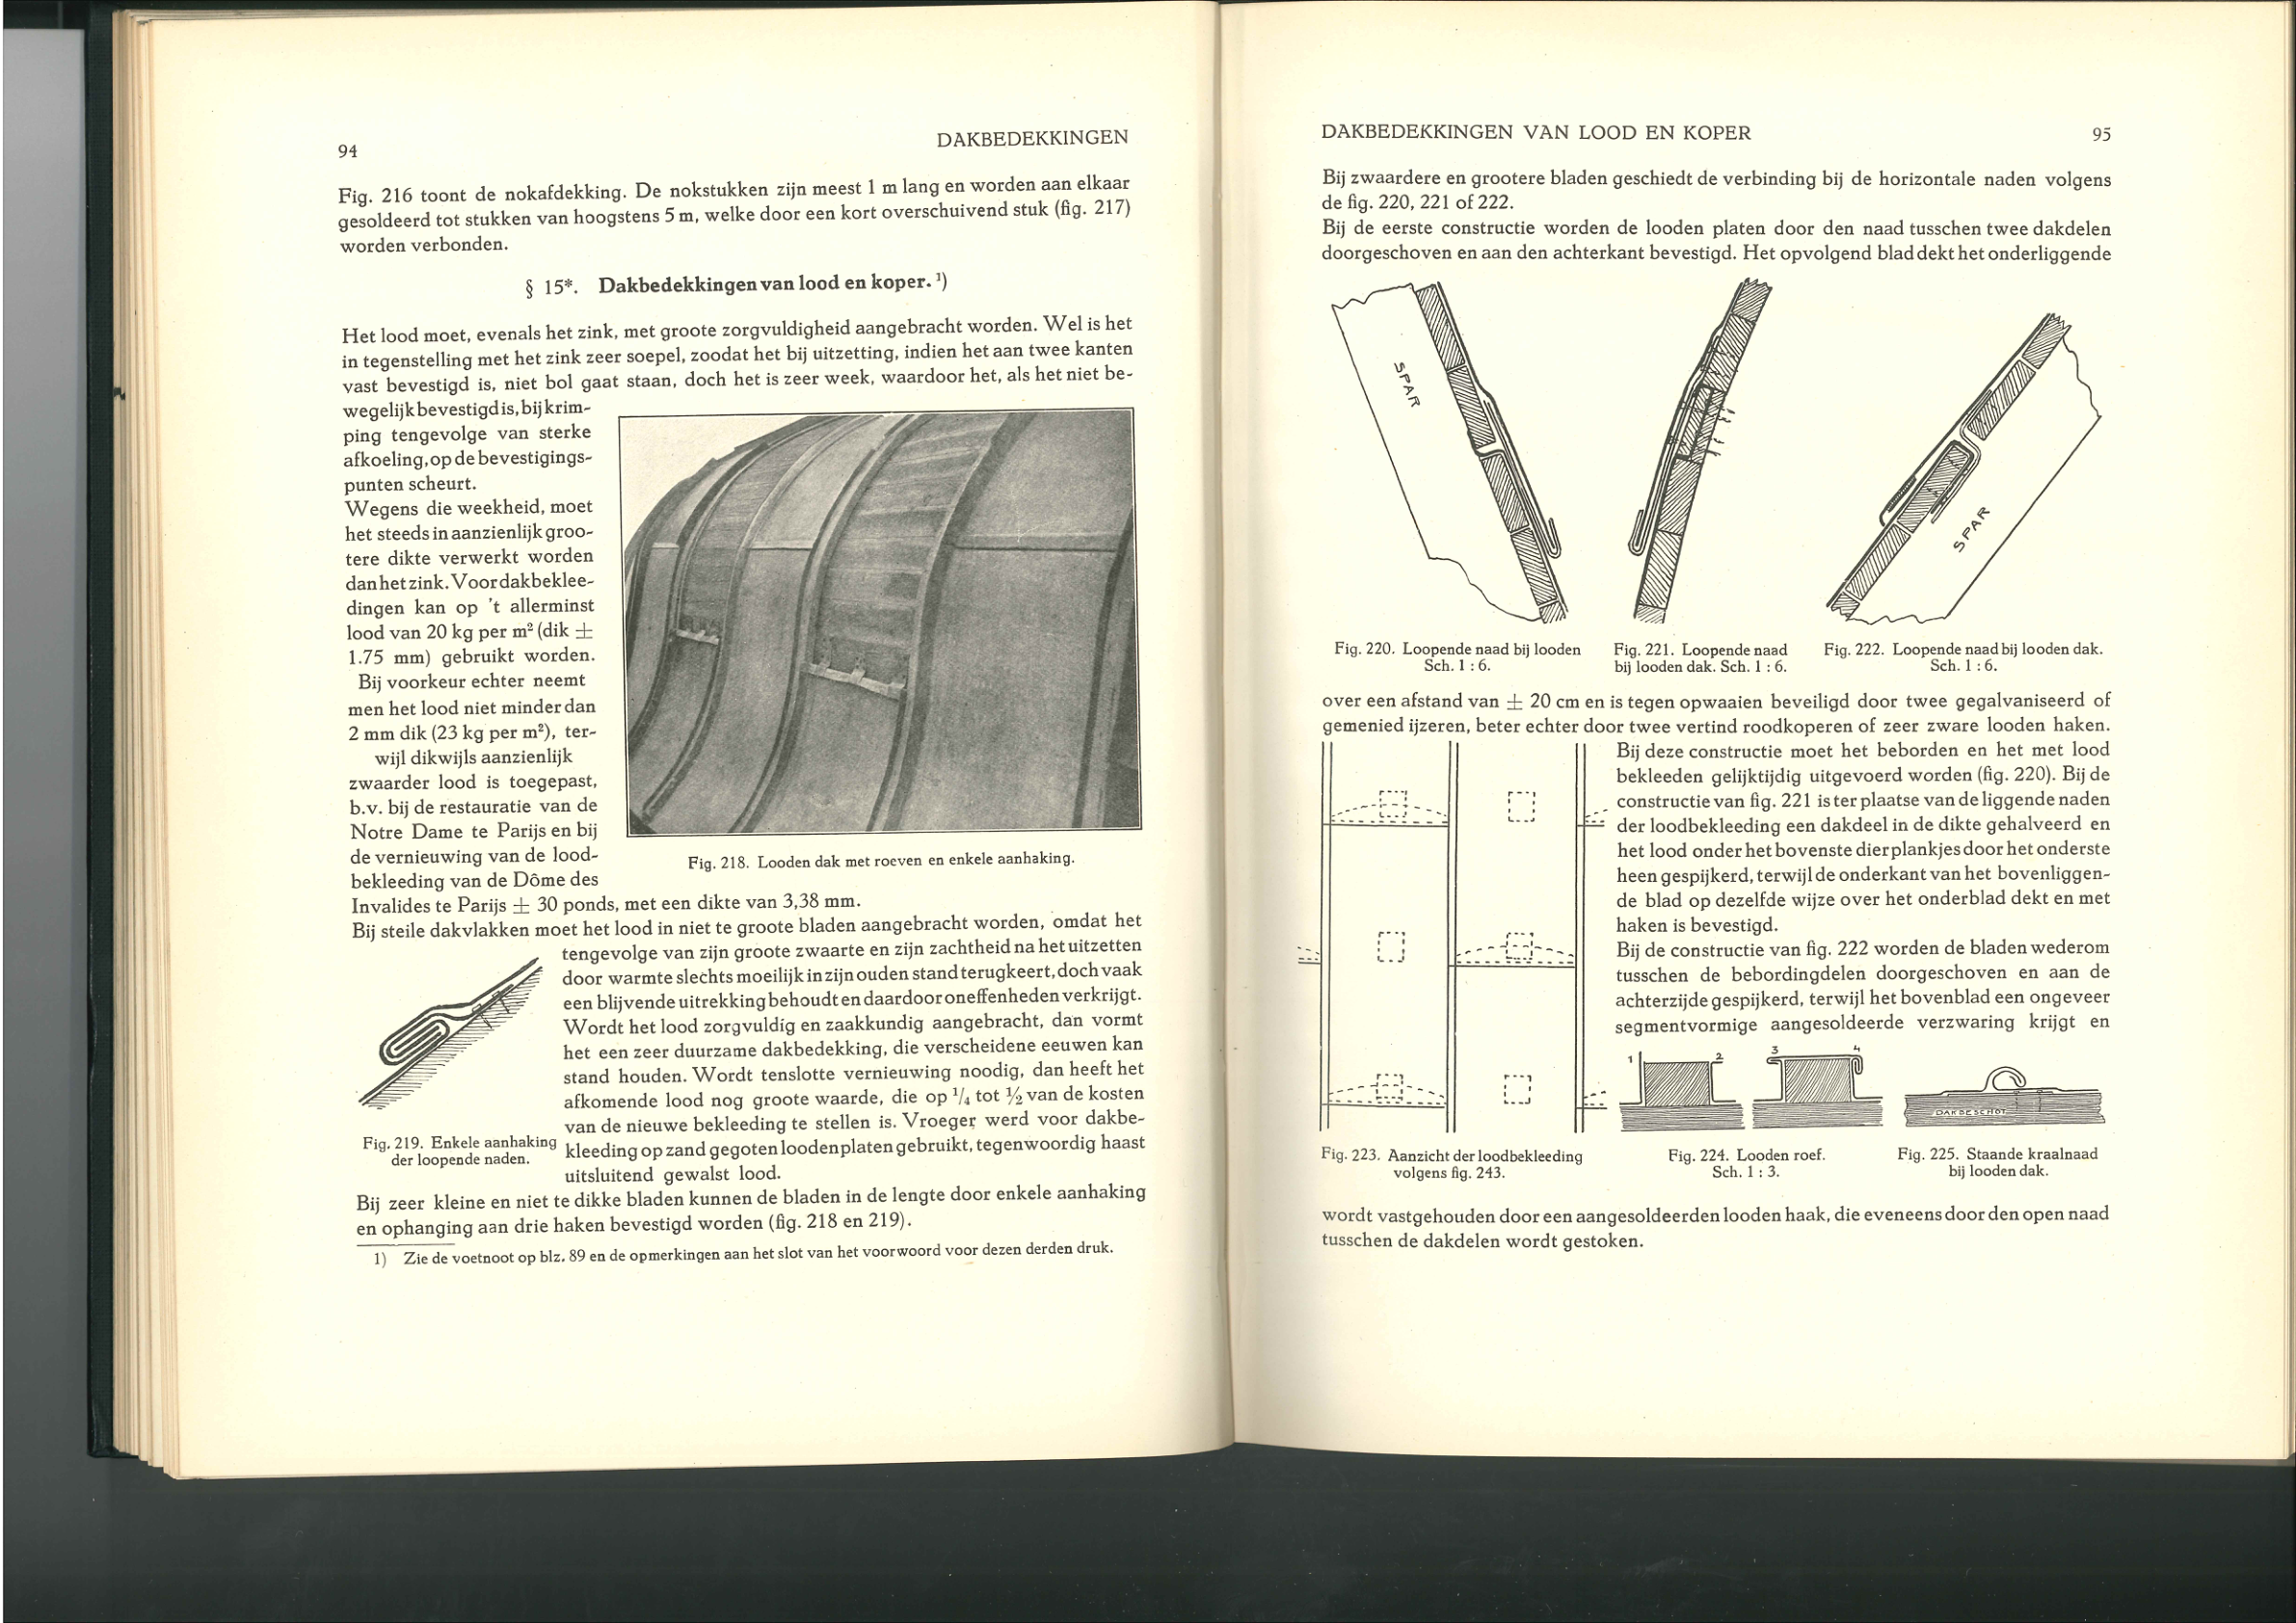 94
DAKBEDEKKINGEN
Fig. 216 toont de nokafdekking. De nokstukken zijn meest 1 m lang en worden aan elkaar
gesoldeerd tot stukken van hoogstens 5 m, welke door een kort overschuivend stuk (fig. 217)
worden verbonden.
§ 15*. Dakbedekkingen van lood en koper. ¹)
Het lood moet, evenals het zink, met groote zorgvuldigheid aangebracht worden. Wel is het
in tegenstelling met het zink zeer soepel, zoodat het bij uitzetting, indien het aan twee kanten
vast bevestigd is, niet bol gaat staan, doch het is zeer week, waardoor het, als het niet be-
wegelijk bevestigd is, bij krim-
ping tengevolge van sterke
afkoeling, op de bevestigings-
punten scheurt.
Wegens die weekheid, moet
het steeds in aanzienlijk groo-
tere dikte verwerkt worden
dan het zink. Voor dakbeklee-
dingen kan op 't allerminst
lood van 20 kg per m² (dik ±
1.75 mm) gebruikt worden.
Bij voorkeur echter neemt
men het lood niet minder dan
2 mm dik (23 kg per m²), ter-
wijl dikwijls aanzienlijk
zwaarder lood is toegepast,
b.v. bij de restauratie van de
Notre Dame te Parijs en bij
de vernieuwing van de lood-
bekleeding van de Dôme des
Fig. 218. Looden dak met roeven en enkele aanhaking.
Invalides te Parijs ± 30 ponds, met een dikte van 3,38 mm.
Bij steile dakvlakken moet het lood in niet te groote bladen aangebracht worden, omdat het
tengevolge van zijn groote zwaarte en zijn zachtheid na het uitzetten
door warmte slechts moeilijk in zijn ouden stand terugkeert, doch vaak
een blijvende uitrekking behoudt en daardoor oneffenheden verkrijgt.
Wordt het lood zorgvuldig en zaakkundig aangebracht, dan vormt
het een zeer duurzame dakbedekking, die verscheidene eeuwen kan
stand houden. Wordt tenslotte vernieuwing noodig, dan heeft het
afkomende lood nog groote waarde, die op ¼ tot ½ van de kosten
van de nieuwe bekleeding te stellen is. Vroeger werd voor dakbe-
kleeding op zand gegoten loodenplaten gebruikt, tegenwoordig haast
uitsluitend gewalst lood.
Fig. 219. Enkele aanhaking
der loopende naden.
Bij zeer kleine en niet te dikke bladen kunnen de bladen in de lengte door enkele aanhaking
en ophanging aan drie haken bevestigd worden (fig. 218 en 219).
1) Zie de voetnoot op blz. 89 en de opmerkingen aan het slot van het voorwoord voor dezen derden druk.
DAKBEDEKKINGEN VAN LOOD EN KOPER
95
Bij zwaardere en grootere bladen geschiedt de verbinding bij de horizontale naden volgens
de fig. 220, 221 of 222.
Bij de eerste constructie worden de looden platen door den naad tusschen twee dakdelen
doorgeschoven en aan den achterkant bevestigd. Het opvolgend blad dekt het onderliggende
SPAR
SPAR
Fig. 220. Loopende naad bij looden
Sch. 1 : 6.
Fig. 221. Loopende naad
bij looden dak. Sch. 1 : 6.
Fig. 222. Loopende naad bij looden dak.
Sch. 1 : 6.
over een afstand van ± 20 cm en is tegen opwaaien beveiligd door twee gegalvaniseerd of
gemenied ijzeren, beter echter door twee vertind roodkoperen of zeer zware looden haken.
Bij deze constructie moet het beborden en het met lood
bekleeden gelijktijdig uitgevoerd worden (fig. 220). Bij de
constructie van fig. 221 is ter plaatse van de liggende naden
der loodbekleeding een dakdeel in de dikte gehalveerd en
het lood onder het bovenste dier plankjes door het onderste
heen gespijkerd, terwijl de onderkant van het bovenliggen-
de blad op dezelfde wijze over het onderblad dekt en met
haken is bevestigd.
Bij de constructie van fig. 222 worden de bladen wederom
tusschen de bebordingdelen doorgeschoven en aan de
achterzijde gespijkerd, terwijl het bovenblad een ongeveer
segmentvormige aangesoldeerde verzwaring krijgt en
1 2 3 4
DAKBESCHOT
Fig. 223. Aanzicht der loodbekleeding
volgens fig. 243.
Fig. 224. Looden roef.
Sch. 1 : 3.
Fig. 225. Staande kraalnaad
bij looden dak.
wordt vastgehouden door een aangesoldeerden looden haak, die eveneens door den open naad
tusschen de dakdelen wordt gestoken.